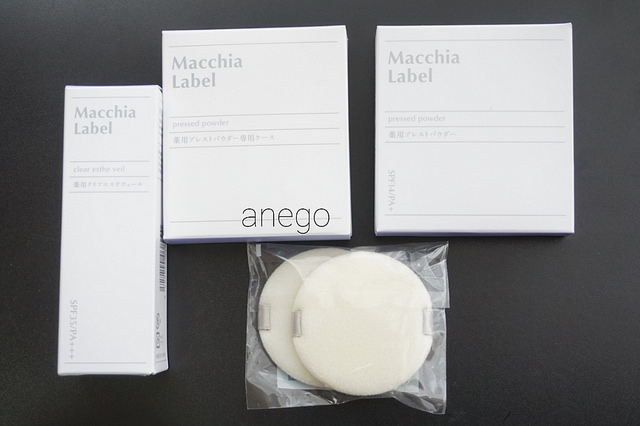 Macchia
Label
clear esthe veil
薬用クリアエステヴェール
SPF35/PA+++
Macchia
Label
pressed powder
薬用プレストパウダー専用ケース
anego
Macchia
Label
pressed powder
薬用プレストパウダー
SPF14/PA+